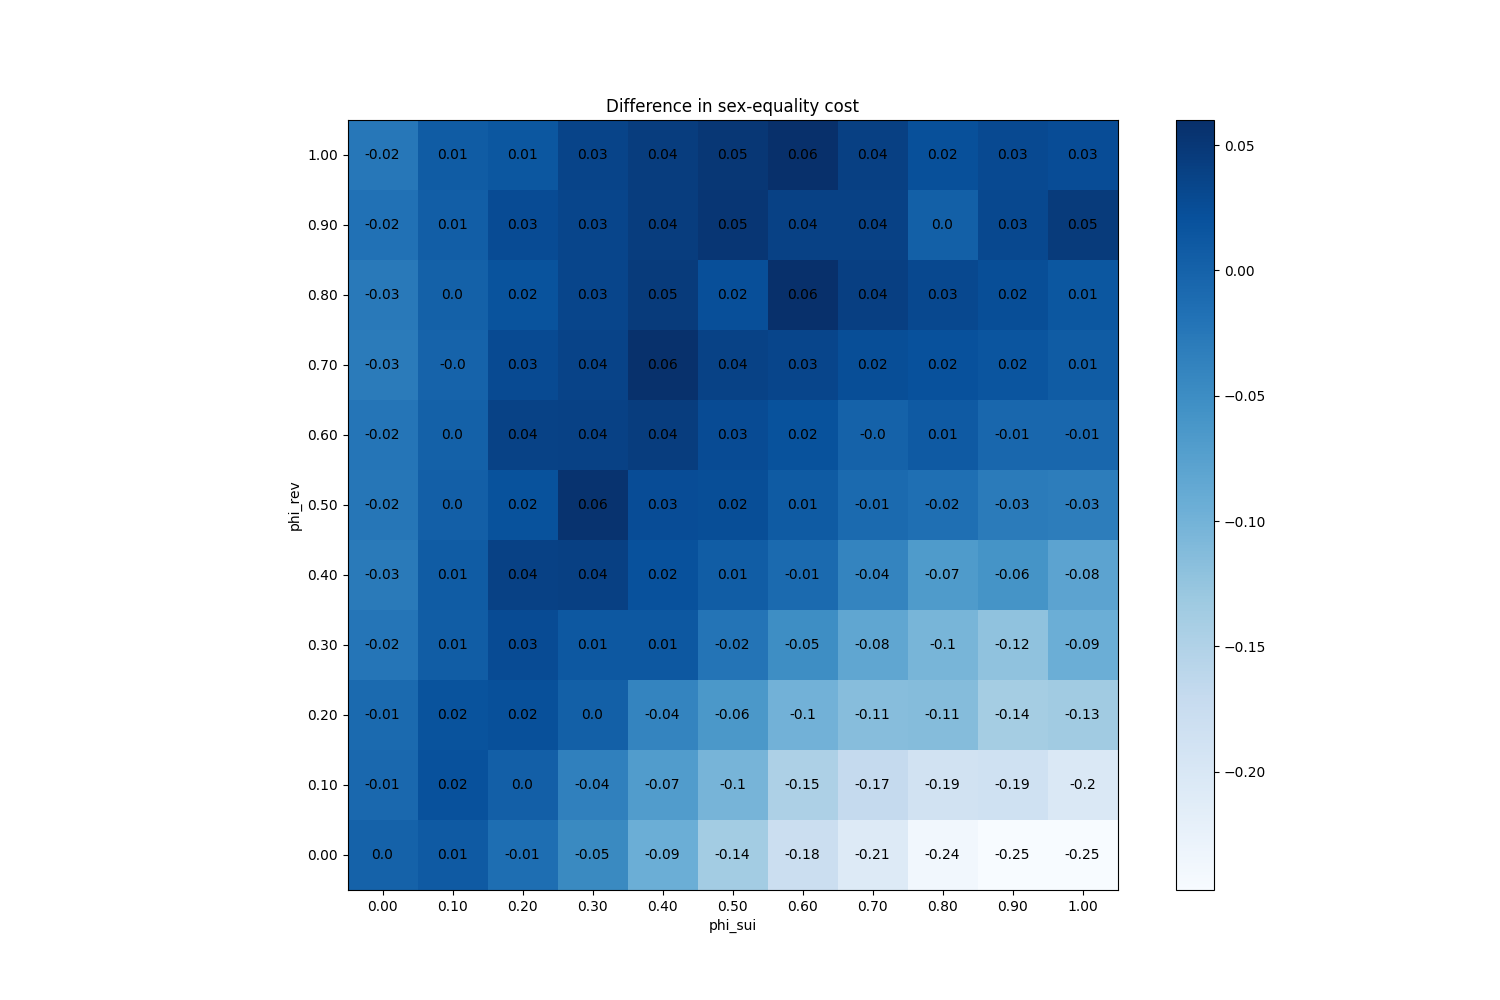 Difference in sex-equality cost
1.00 -0.02 0.01 0.01 0.03 0.04 0.05 0.06 0.04 0.02 0.03 0.03
0.90 -0.02 0.01 0.03 0.03 0.04 0.05 0.04 0.04 0.0 0.03 0.05
0.80 -0.03 0.0 0.02 0.03 0.05 0.02 0.06 0.04 0.03 0.02 0.01
0.70 -0.03 -0.0 0.03 0.04 0.06 0.04 0.03 0.02 0.02 0.02 0.01
0.60 -0.02 0.0 0.04 0.04 0.04 0.03 0.02 -0.0 0.01 -0.01 -0.01
phi_rev
0.50 -0.02 0.0 0.02 0.06 0.03 0.02 0.01 -0.01 -0.02 -0.03 -0.03
0.40 -0.03 0.01 0.04 0.04 0.02 0.01 -0.01 -0.04 -0.07 -0.06 -0.08
0.30 -0.02 0.01 0.03 0.01 0.01 -0.02 -0.05 -0.08 -0.1 -0.12 -0.09
0.20 -0.01 0.02 0.02 0.0 -0.04 -0.06 -0.1 -0.11 -0.11 -0.14 -0.13
0.10 -0.01 0.02 0.0 -0.04 -0.07 -0.1 -0.15 -0.17 -0.19 -0.19 -0.2
0.00 0.0 0.01 -0.01 -0.05 -0.09 -0.14 -0.18 -0.21 -0.24 -0.25 -0.25
0.00 0.10 0.20 0.30 0.40 0.50 0.60 0.70 0.80 0.90 1.00
phi_sui
0.05
0.00
−0.05
−0.10
−0.15
−0.20